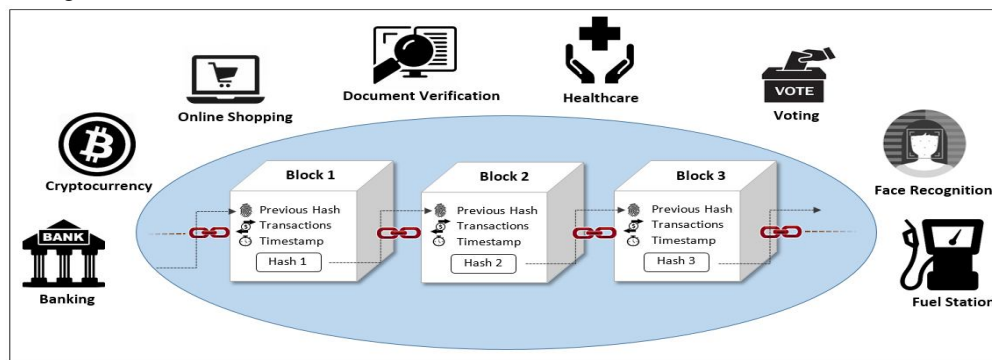 Document Verification
Healthcare
VOTE
Voting
Online Shopping
Cryptocurrency
Face Recognition
BANK
Banking
Fuel Station
Block 1
Previous Hash
Transactions
Timestamp
Hash 1
Block 2
Previous Hash
Transactions
Timestamp
Hash 2
Block 3
Previous Hash
Transactions
Timestamp
Hash 3